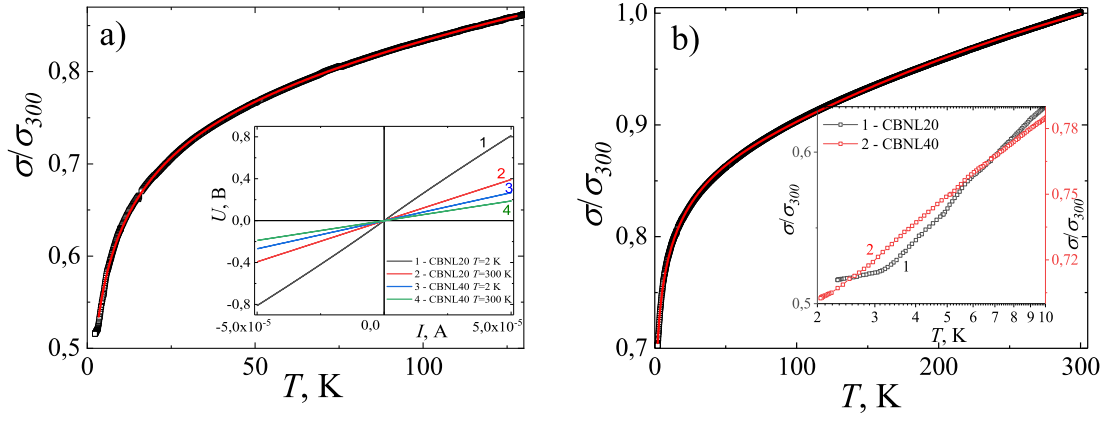 a)
σ/σ300
0,8
0,7
0,6
0,5
0
50
100
T, K
U, B
0,8
0,4
0,0
-0,4
-0,8
-5,0x10-5
0,0
5,0x10-5
I, A
1
2
3
4
1 - CBNL20 T=2 K
2 - CBNL20 T=300 K
3 - CBNL40 T=2 K
4 - CBNL40 T=300 K
b)
σ/σ300
1,0
0,9
0,8
0,7
0
100
200
300
T, K
1 - CBNL20
2 - CBNL40
σ/σ300
0,6
0,5
2
1
0,78
0,75
0,72
σ/σ300
2
3
4
5
6
7
8
9
10
T, K